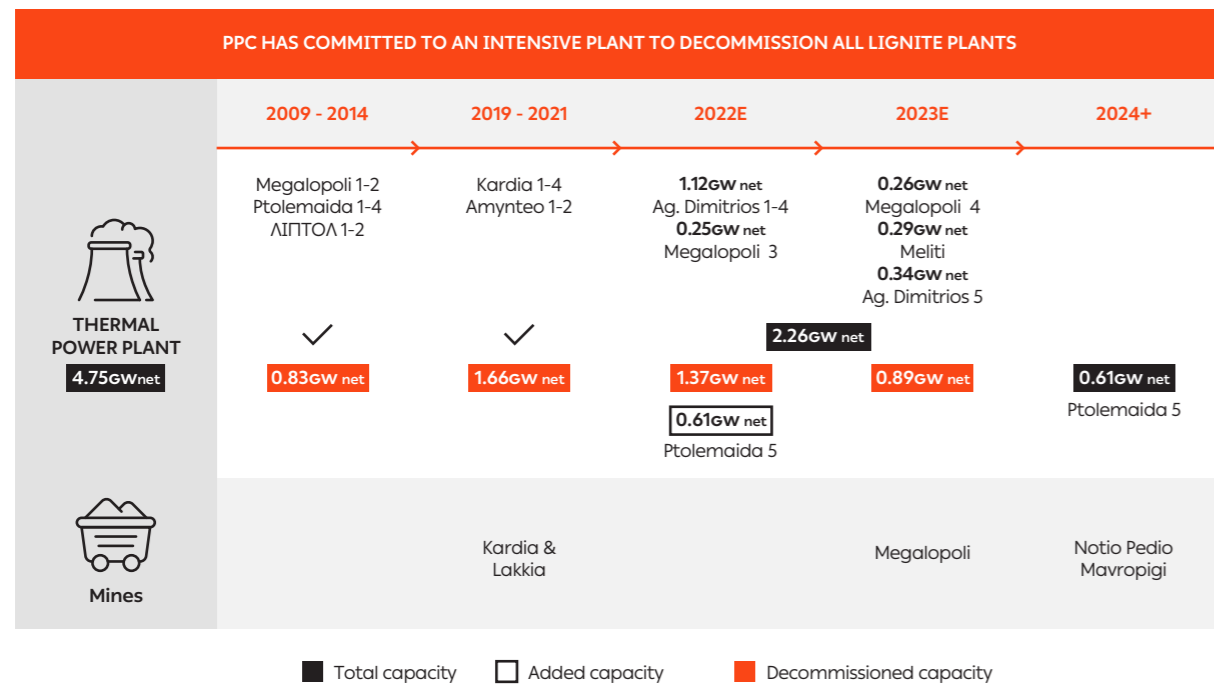 PPC HAS COMMITTED TO AN INTENSIVE PLANT TO DECOMMISSION ALL LIGNITE PLANTS
2009 - 2014
2019 - 2021
2022E
2023E
2024+
THERMAL
POWER PLANT
4.75GWnet
Megalopoli 1-2
Ptolemaida 1-4
ΛΙΠΤΟΛ 1-2
0.83GW net
Kardia 1-4
Amynteo 1-2
1.66GW net
1.12GW net
Ag. Dimitrios 1-4
0.25GW net
Megalopoli 3
2.26GW net
1.37GW net
0.61GW net
Ptolemaida 5
0.26GW net
Megalopoli 4
0.29GW net
Meliti
0.34GW net
Ag. Dimitrios 5
0.89GW net
0.61GW net
Ptolemaida 5
Mines
Kardia &
Lakkia
Megalopoli
Notio Pedio
Mavropigi
Total capacity
Added capacity
Decommissioned capacity